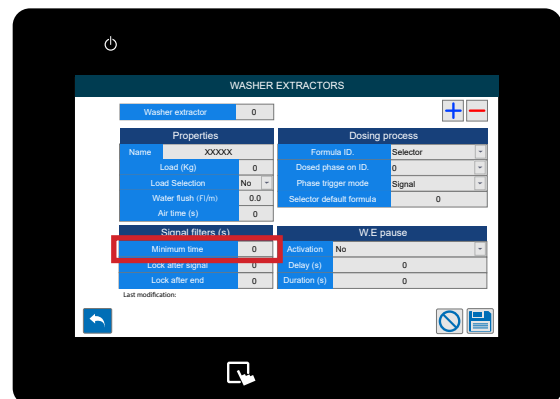 WASHER EXTRACTORS
Washer extractor 0
Properties
Name XXXXX
Load (Kg) 0
Load Selection No
Water flush (Fl/m) 0.0
Air time (s) 0
Dosing process
Formula ID. Selector
Dosed phase on ID. 0
Phase trigger mode Signal
Selector default formula 0
Signal filters (s)
Minimum time 0
Lock after signal 0
Lock after end 0
W.E pause
Activation No
Delay (s) 0
Duration (s) 0
Last modification: